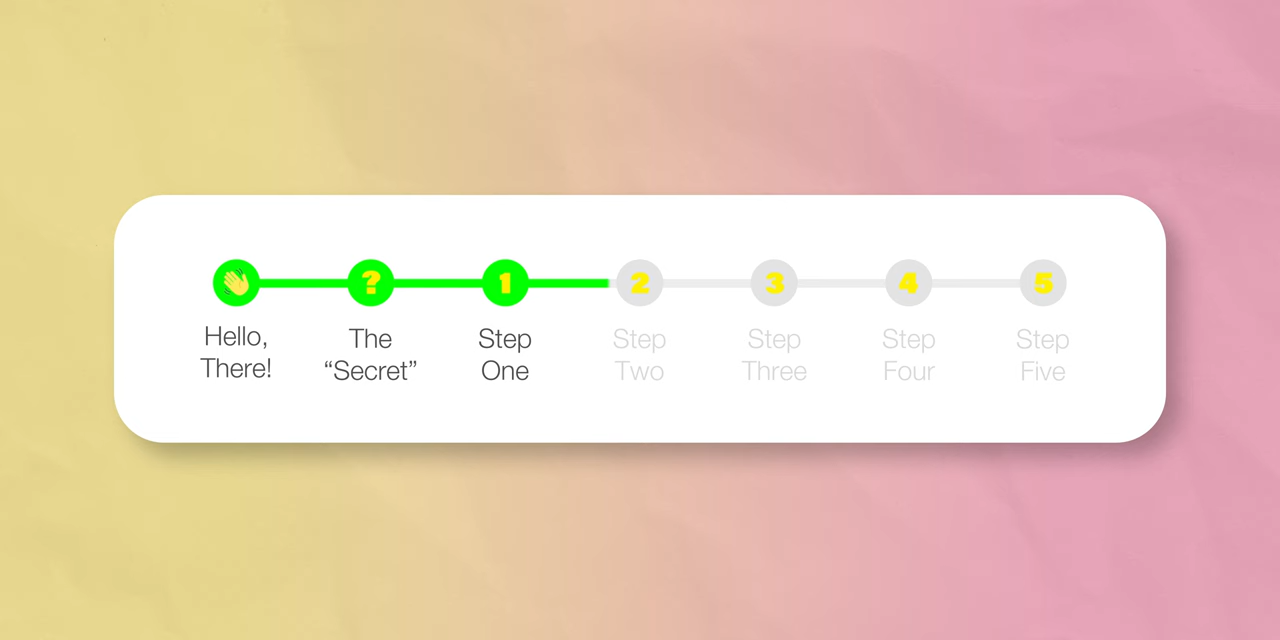 ? 1 2 3 4 5
Hello, There!
The “Secret”
Step One
Step Two
Step Three
Step Four
Step Five